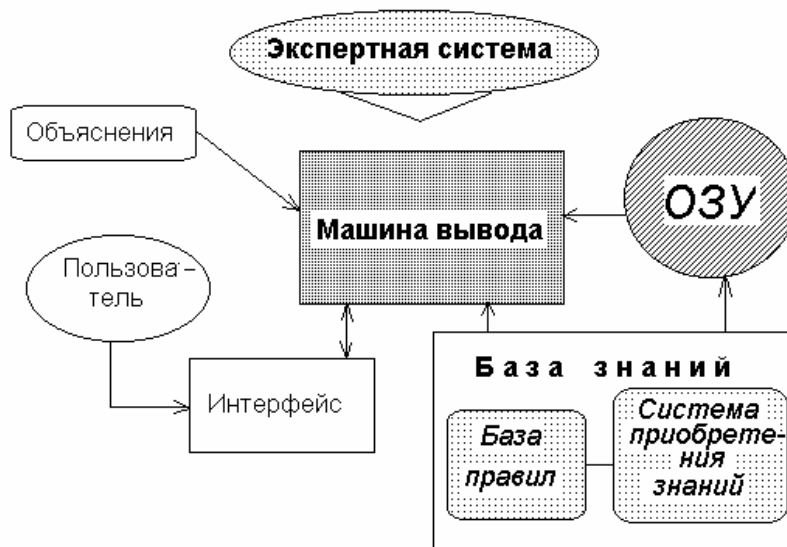 Экспертная система
Объяснения
Машина вывода
ОЗУ
Пользова-
тель
Интерфейс
База знаний
База
правил
Система
приобрете-
ния
знаний